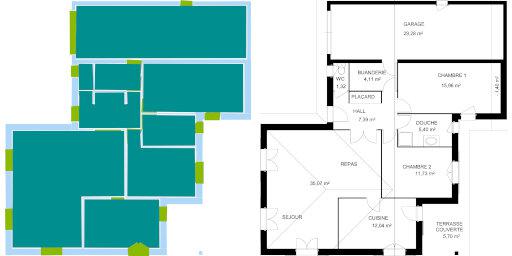 GARAGE
29,28 m²
WC
1,32
BUANDERIE
4,11 m²
CHAMBRE 1
15,96 m²
1,40 m²
PLACARD
HALL
7,39 m²
DOUCHE
5,40 m²
REPAS
CHAMBRE 2
11,73 m²
35,07 m²
SEJOUR
CUISINE
12,04 m²
TERRASSE
COUVERTE
5,70 m²